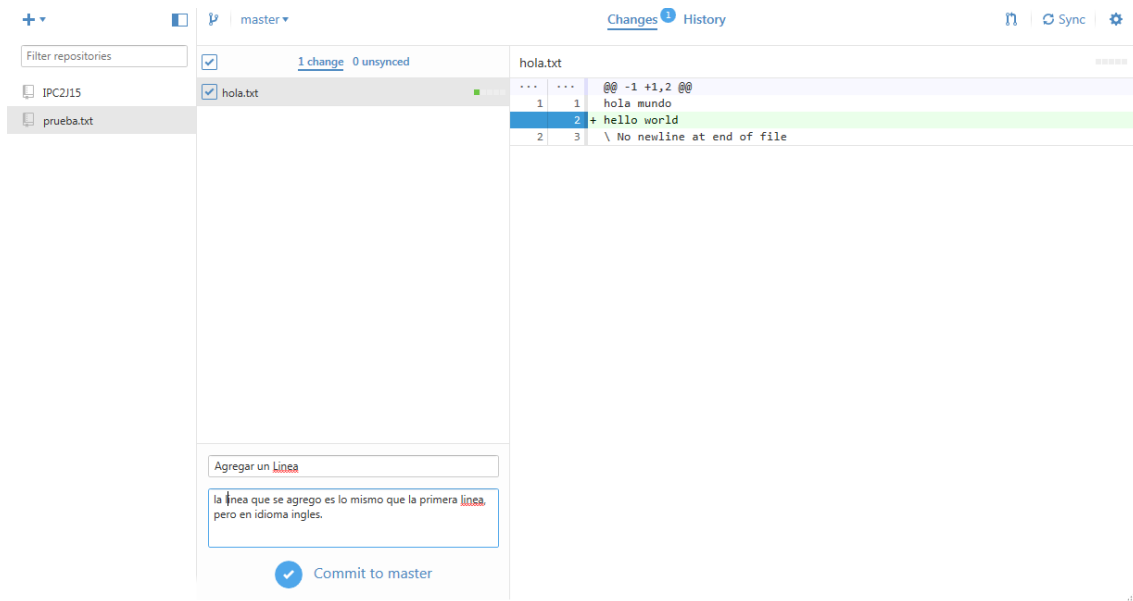 master
Changes 1 History
Sync
Filter repositories
IPC2J15
prueba.txt
1 change 0 unsynced
hola.txt
Agregar un Linea
la linea que se agrego es lo mismo que la primera linea,
pero en idioma ingles.
Commit to master
hola.txt
... ... @@ -1 +1,2 @@
1 1 hola mundo
2 + hello world
2 3 \ No newline at end of file